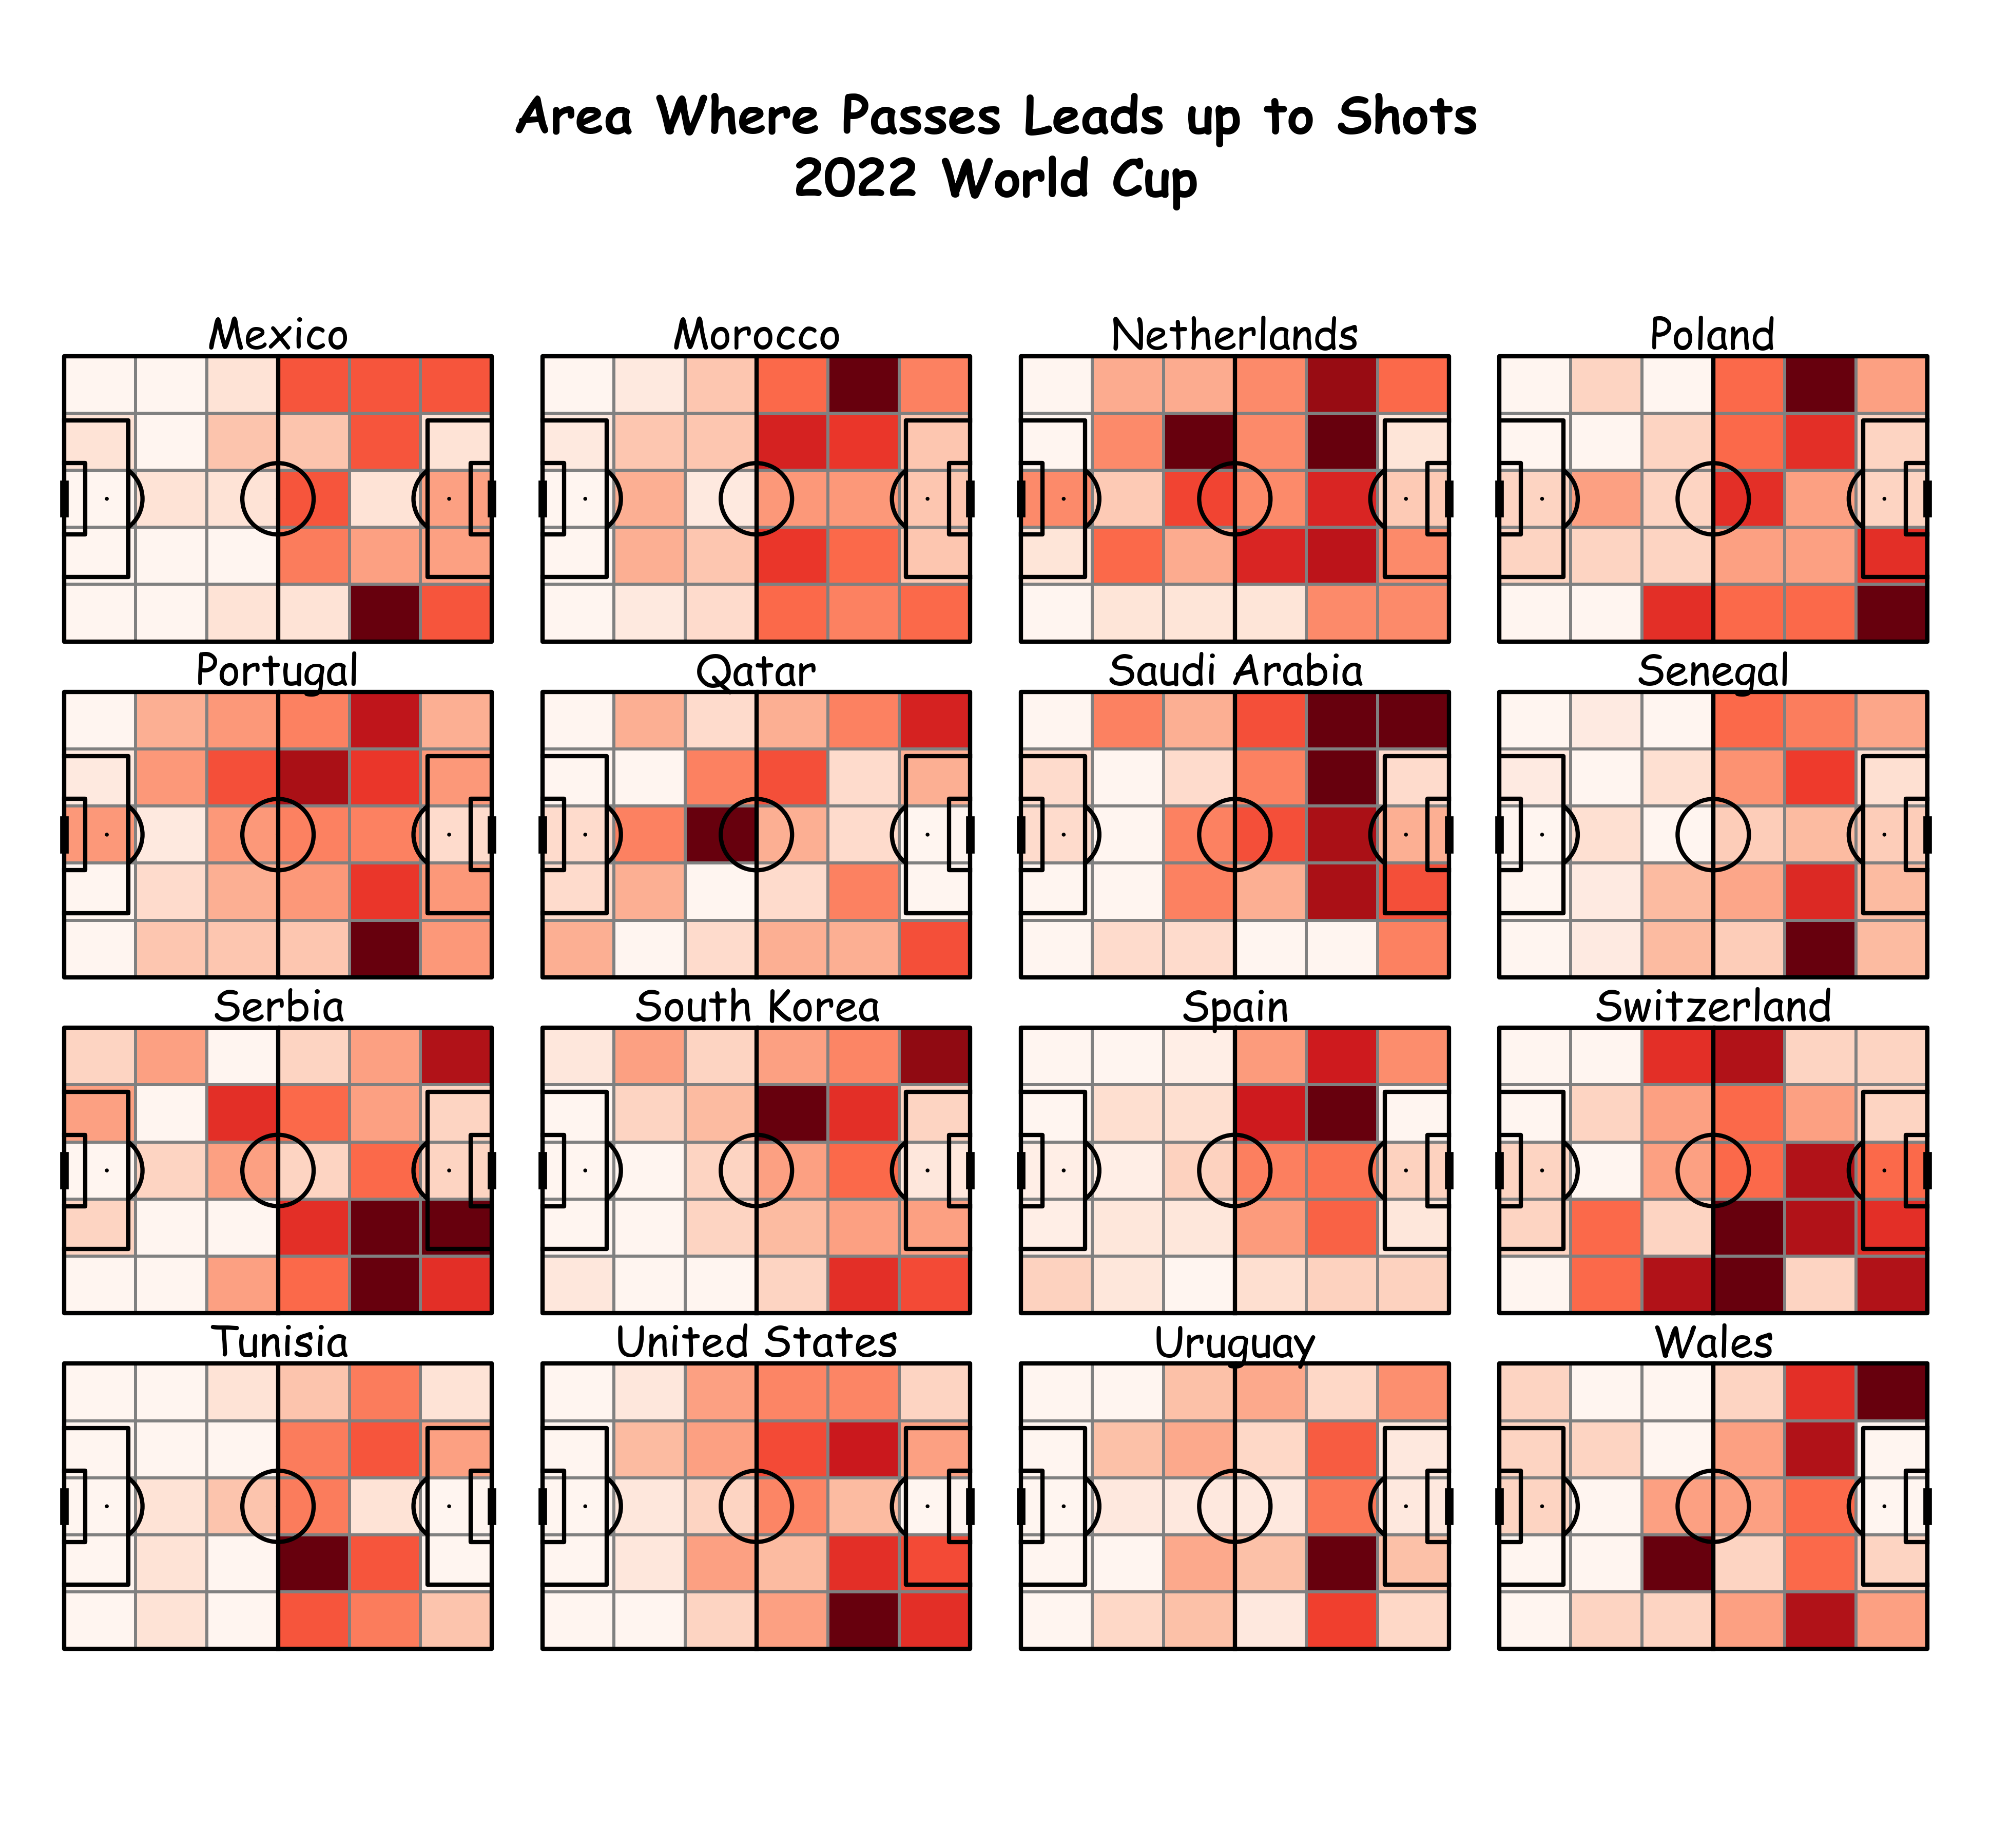 Area Where Passes Leads up to Shots
2022 World Cup
Mexico
Morocco
Netherlands
Poland
Portugal
Qatar
Saudi Arabia
Senegal
Serbia
South Korea
Spain
Switzerland
Tunisia
United States
Uruguay
Wales